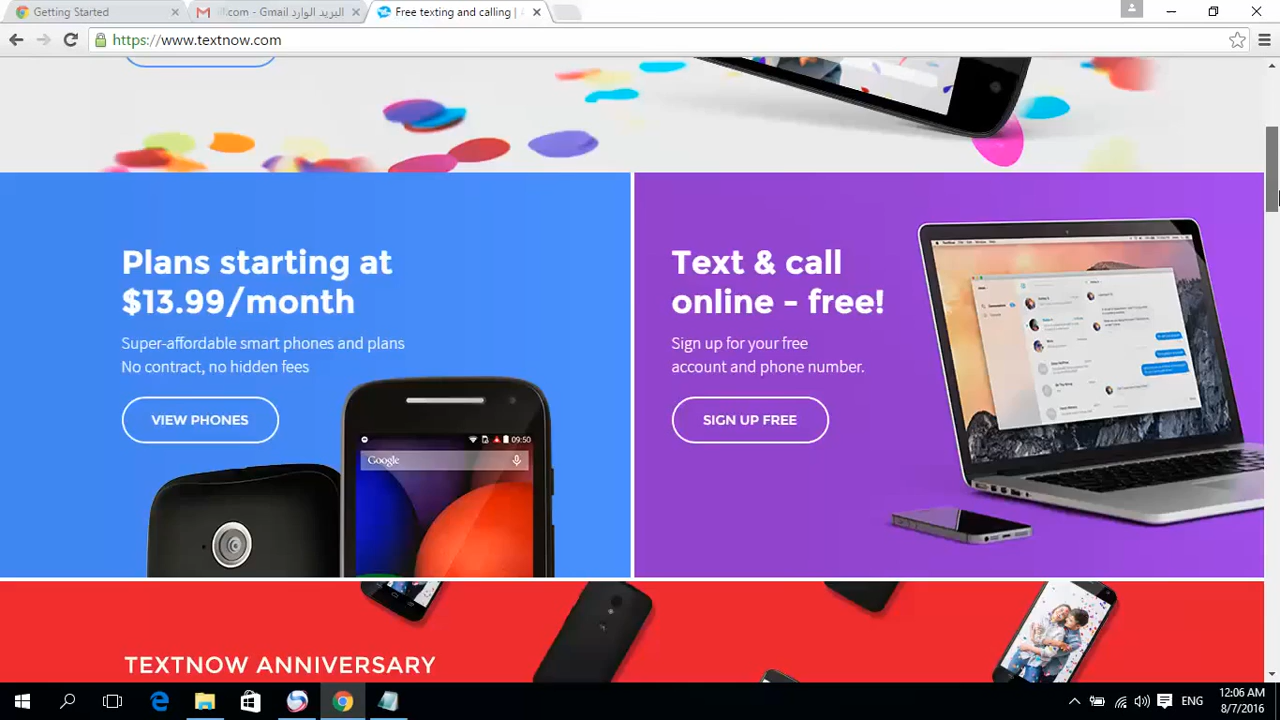 Getting Started
البريد الوارد Gmail - .com
Free texting and calling |
https://www.textnow.com
Plans starting at
$13.99/month
Super-affordable smart phones and plans
No contract, no hidden fees
VIEW PHONES
09:50
Google
Text & call
online - free!
Sign up for your free
account and phone number.
SIGN UP FREE
TEXTNOW ANNIVERSARY
ENG
12:06 AM
8/7/2016